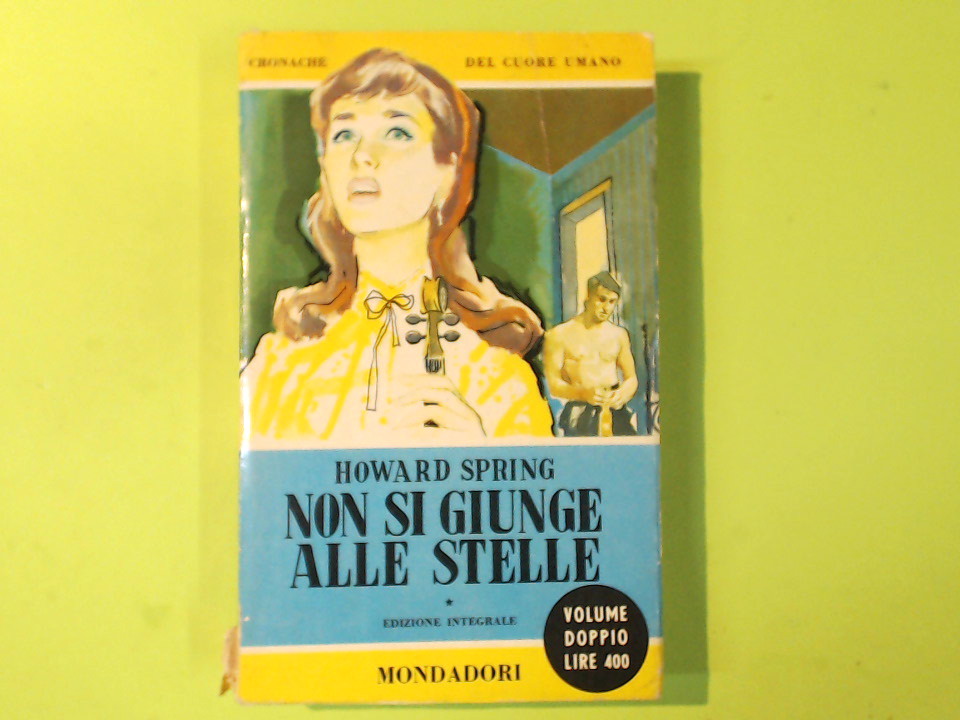 CRONACHE DEL CUORE UMANO
HOWARD SPRING
NON SI GIUNGE
ALLE STELLE
EDIZIONE INTEGRALE
VOLUME
DOPPIO
LIRE 400
MONDADORI